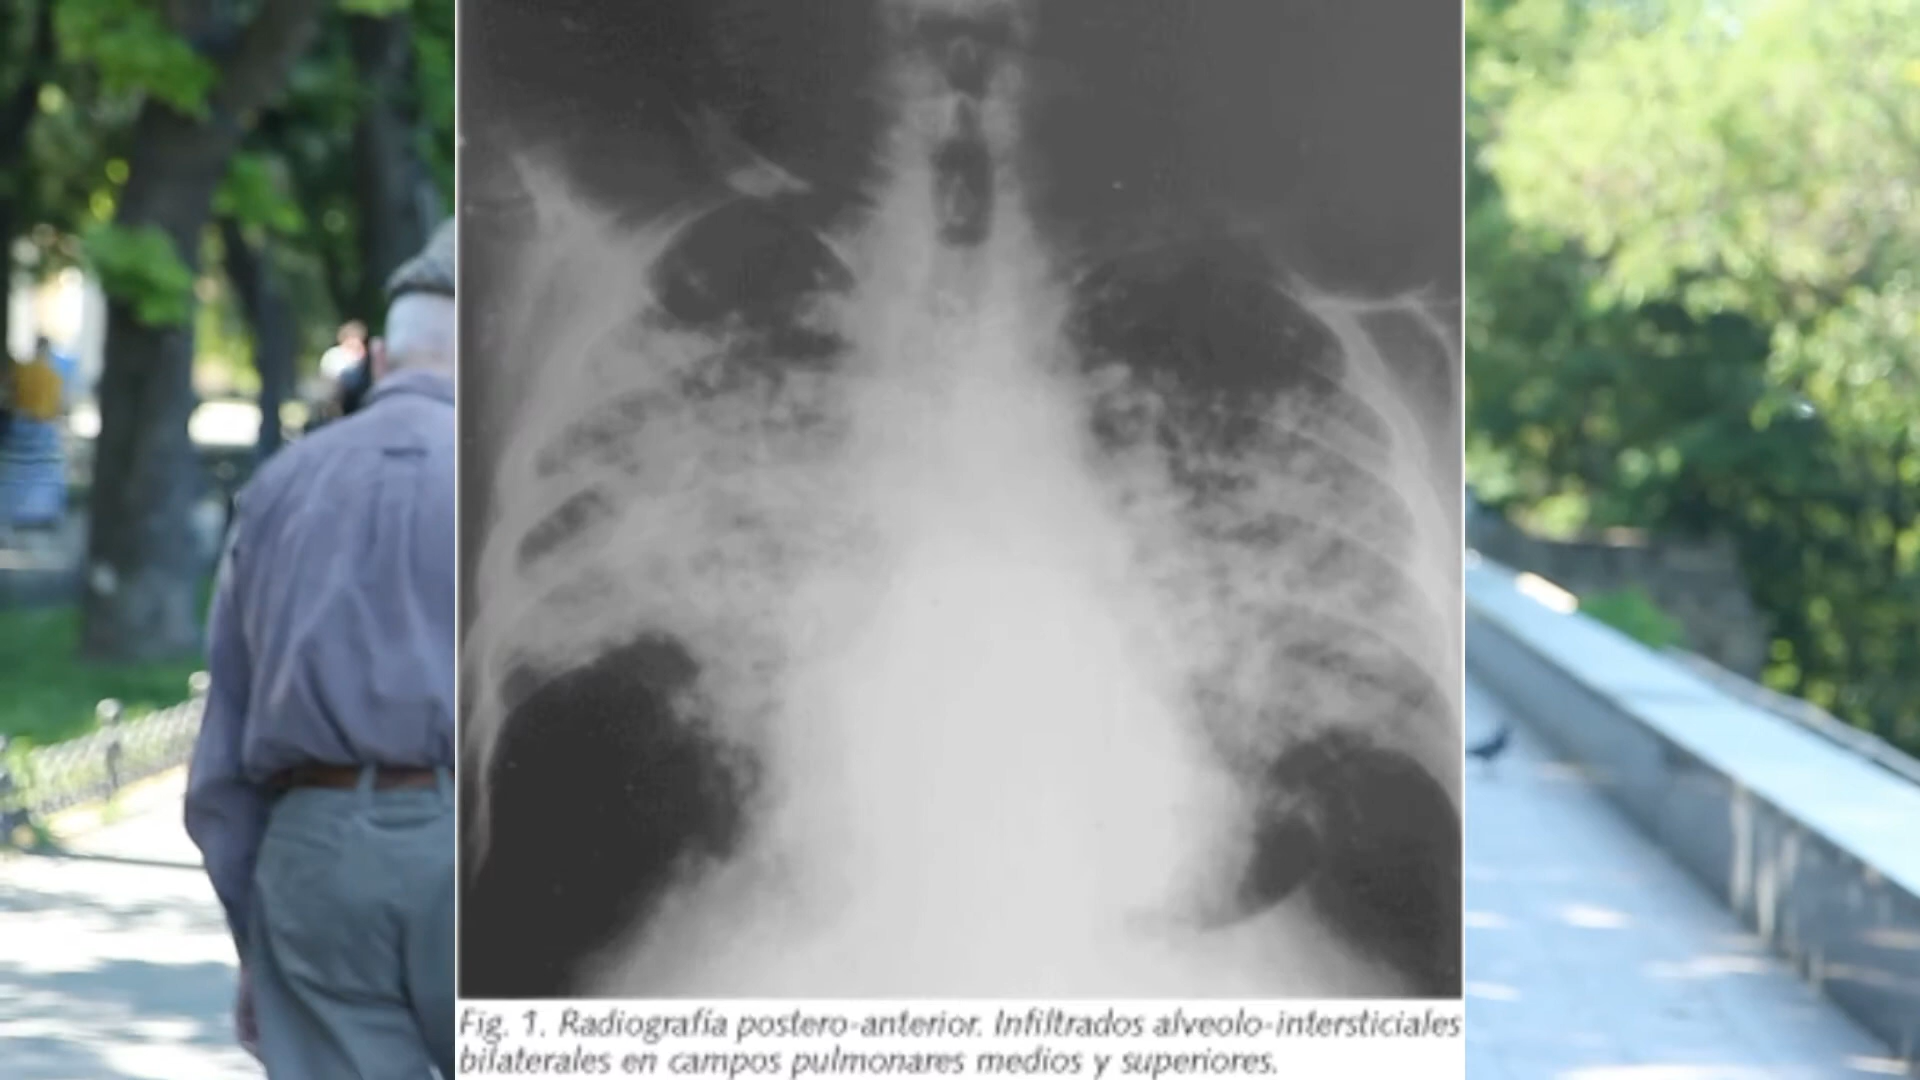 Fig. 1. Radiografía postero-anterior. Infiltrados alveolo-intersticiales
bilaterales en campos pulmonares medios y superiores.